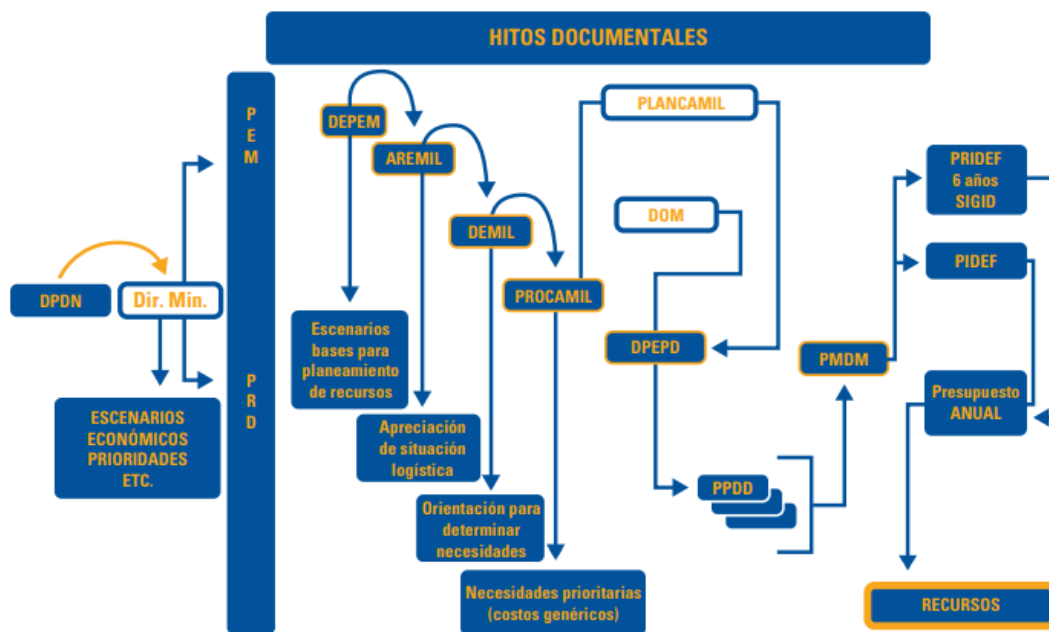 HITOS DOCUMENTALES
P
E
M
P
R
D
DPDN
Dir. Min.
ESCENARIOS
ECONÓMICOS
PRIORIDADES
ETC.
DEPEM
AREMIL
DEMIL
PROCAMIL
Escenarios
bases para
planeamiento
de recursos
Apreciación
de situación
logística
Orientación para
determinar
necesidades
Necesidades prioritarias
(costos genéricos)
PLANCAMIL
DOM
DPEPD
PPDD
PMDM
PRIDEF
6 años
SIGID
PIDEF
Presupuesto
ANUAL
RECURSOS